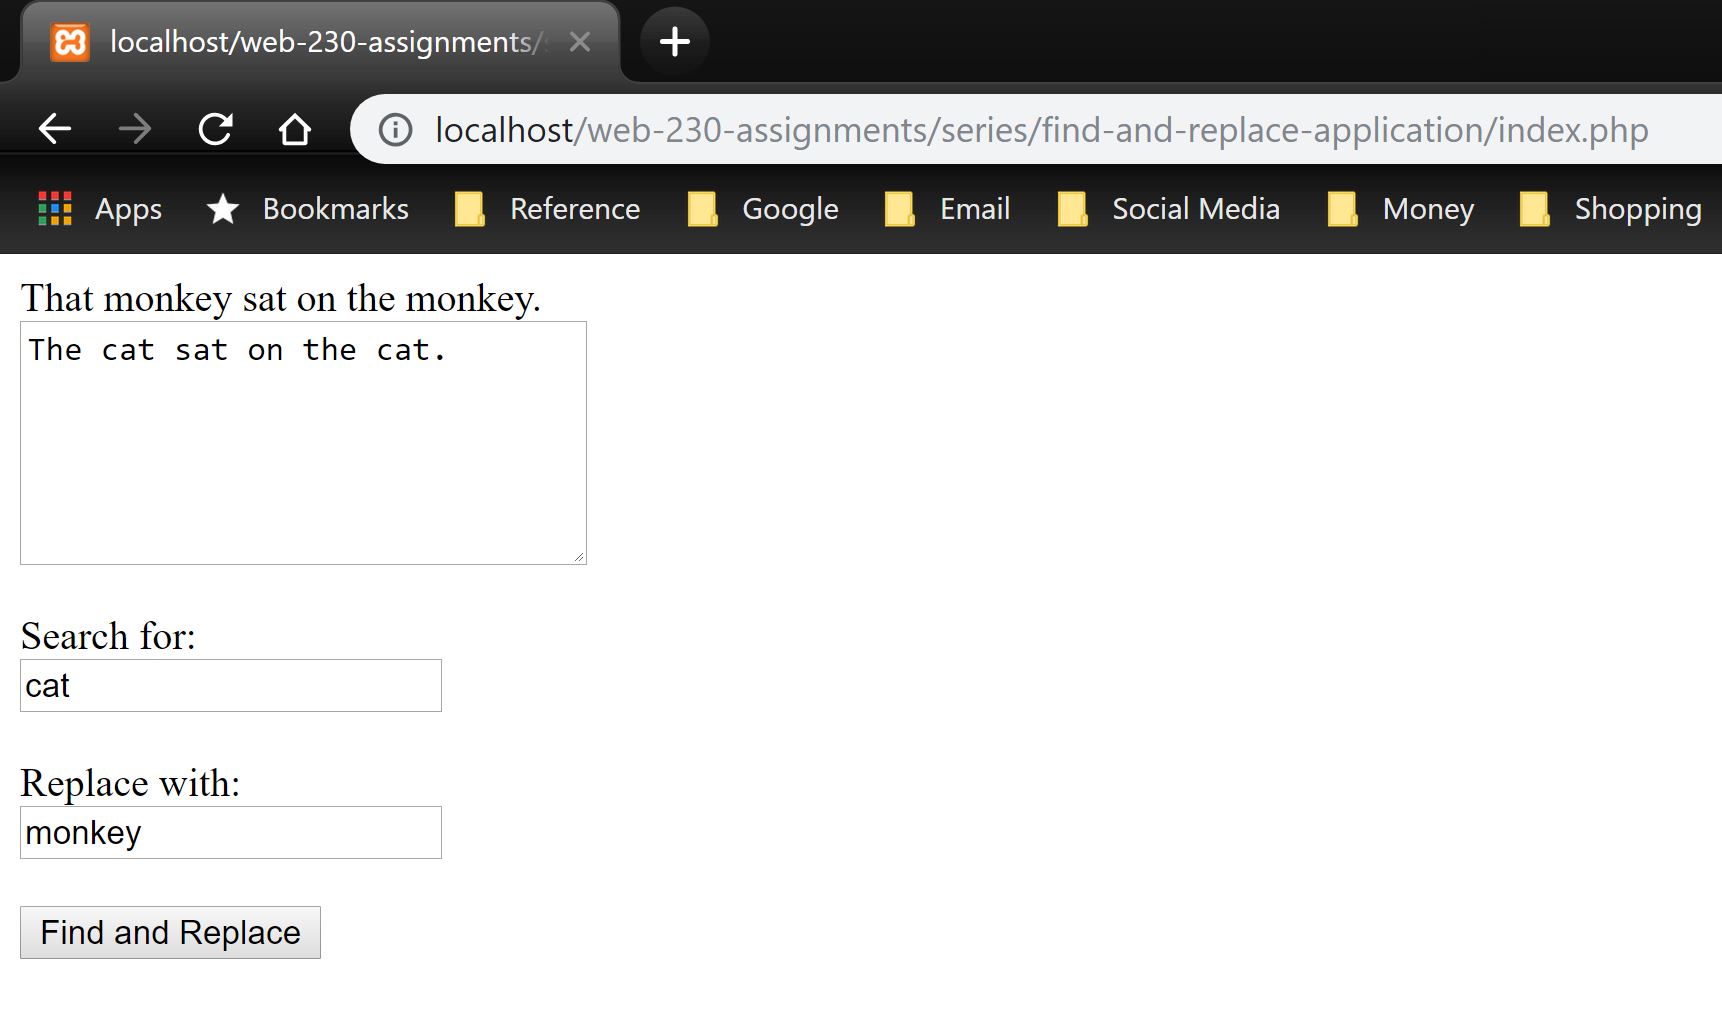 localhost/web-230-assignments/
localhost/web-230-assignments/series/find-and-replace-application/index.php
Apps Bookmarks Reference Google Email Social Media Money Shopping
That monkey sat on the monkey.
The cat sat on the cat.
Search for:
cat
Replace with:
monkey
Find and Replace